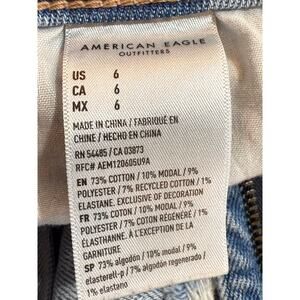 AMERICAN EAGLE
OUTFITTERS
US 6
CA 6
MX 6
MADE IN CHINA / FABRIQUÉ EN
CHINE / HECHO EN CHINA
RN 54485 / CA 03873
RFC# AEM120605U9A
EN 73% COTTON / 10% MODAL / 9%
POLYESTER / 7% RECYCLED COTTON / 1%
ELASTANE. EXCLUSIVE OF DECORATION
FR 73% COTON / 10% MODAL / 9%
POLYESTER / 7% COTON RÉGÉNÉRÉ / 1%
ÉLASTHANNE. À L'EXCEPTION DE LA
DÉCORATION
SP 73% algodón / 10% modal / 9%
elasterell-p / 7% algodón regenerado /
1% elastano